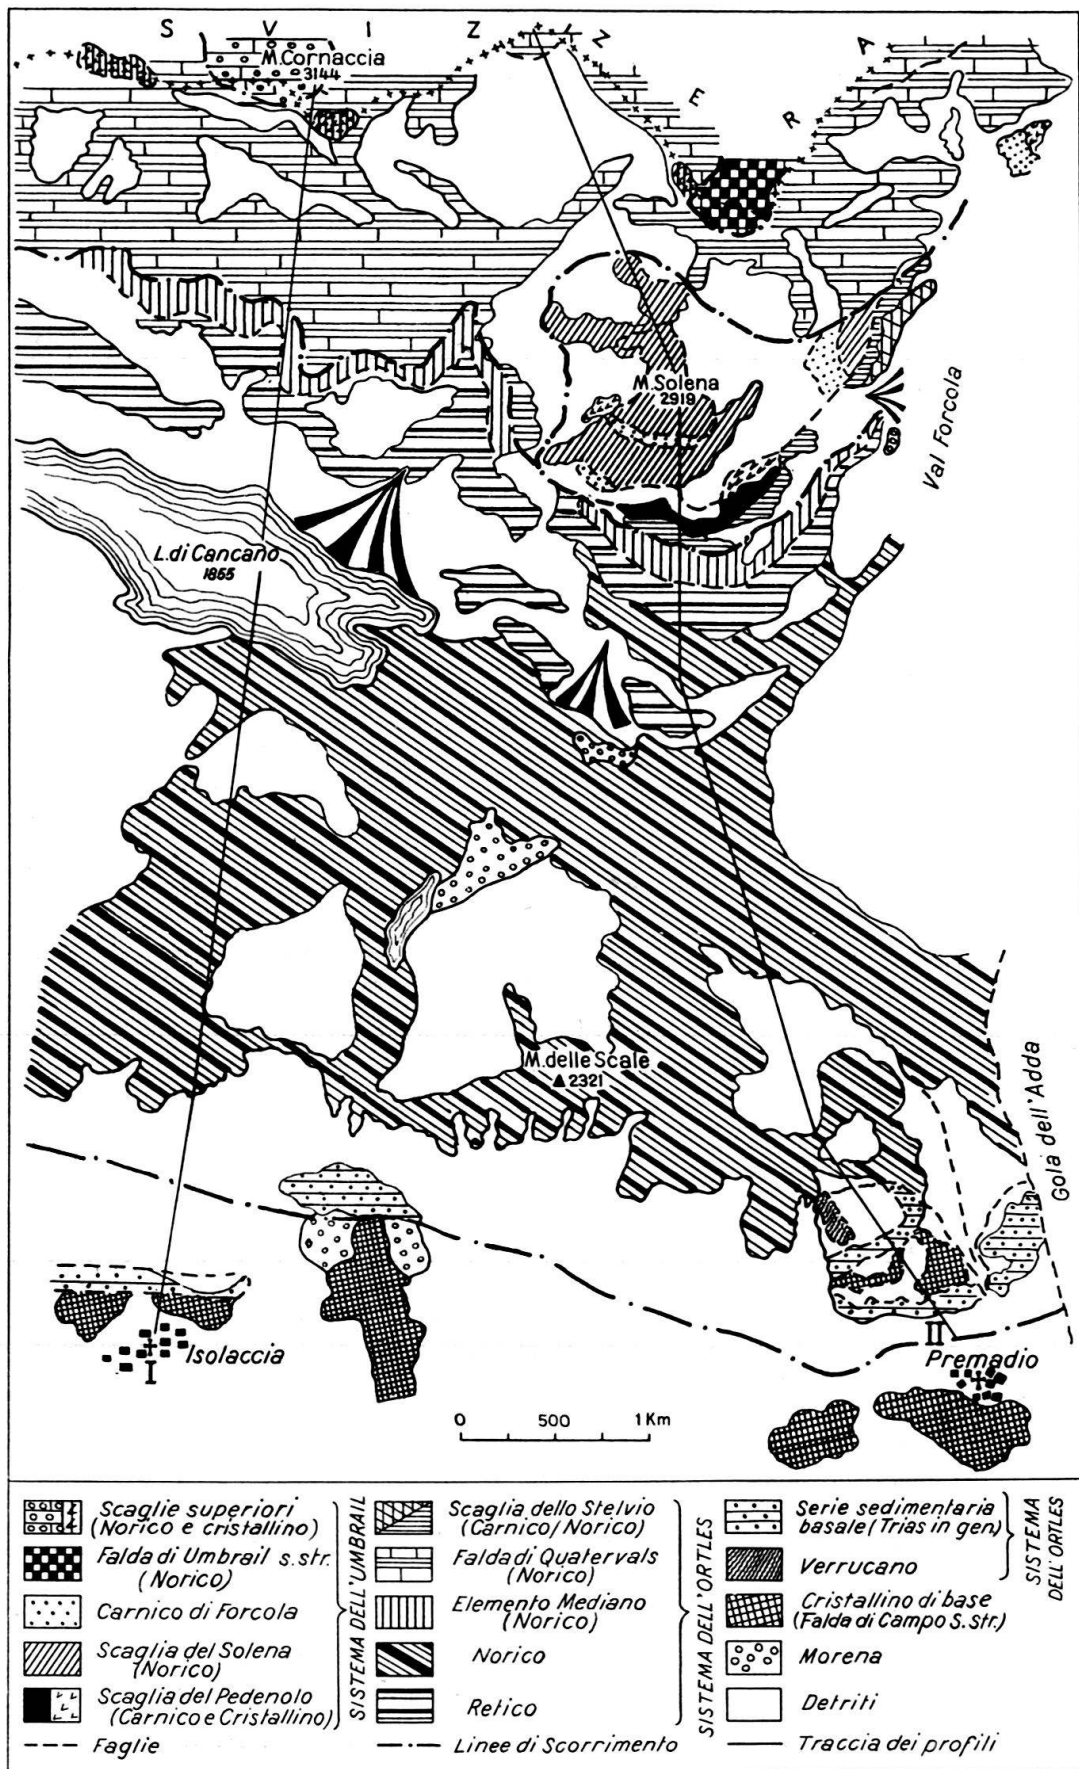 SVIZZERA
M. Cornaccia
3144
M. Solena
2919
Val Forcola
L. di Cancano
1865
M. delle Scale
▲ 2321
Gola dell'Adda
Isolaccia
I
II
Premadio
0 500 1 Km
Scaglie superiori
(Norico e cristallino)
Falda di Umbrail s.str.
(Norico)
Carnico di Forcola
Scaglia del Solena
(Norico)
Scaglia del Pedenolo
(Carnico e Cristallino)
SISTEMA DELL'UMBRAIL
Faglie
Scaglia dello Stelvio
(Carnico/Norico)
Falda di Quatervals
(Norico)
Elemento Mediano
(Norico)
Norico
Retico
SISTEMA DELL'ORTLES
Linee di Scorrimento
Serie sedimentaria
basale (Trias in gen)
Verrucano
SISTEMA
DELL'ORTLES
Cristallino di base
(Falda di Campo S.str.)
Morena
Detriti
Traccia dei profili